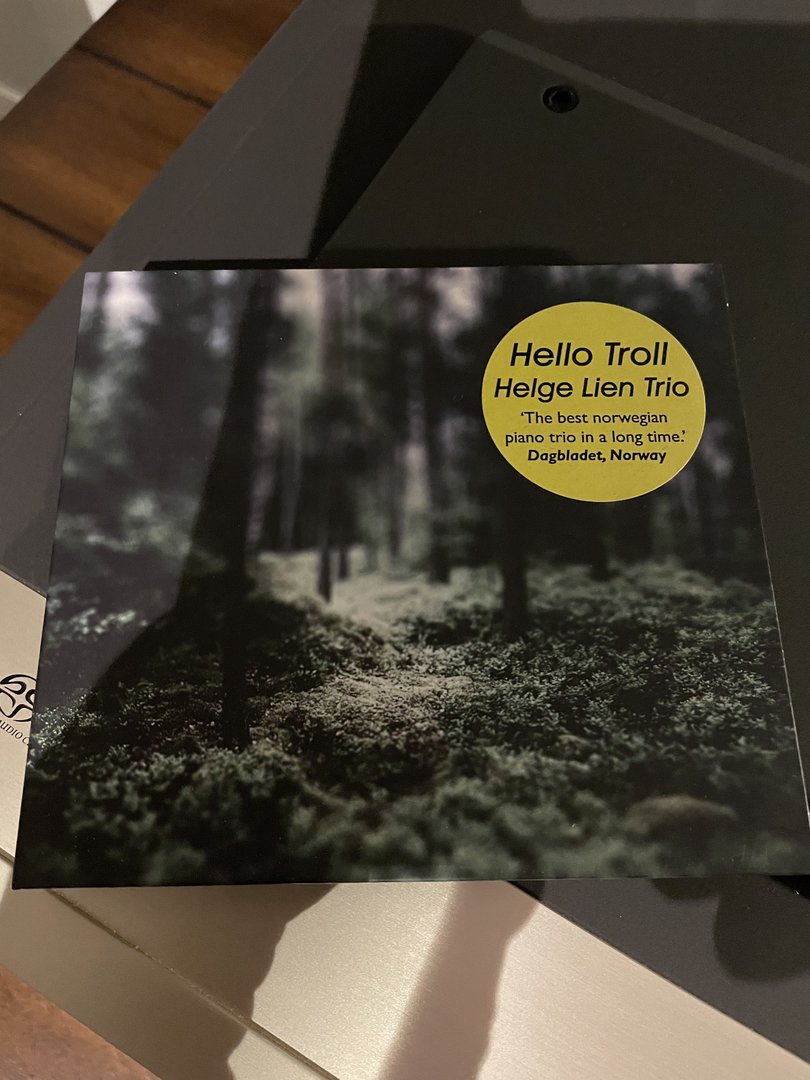 Hello Troll
Helge Lien Trio
‘The best norwegian
piano trio in a long time.’
Dagbladet, Norway